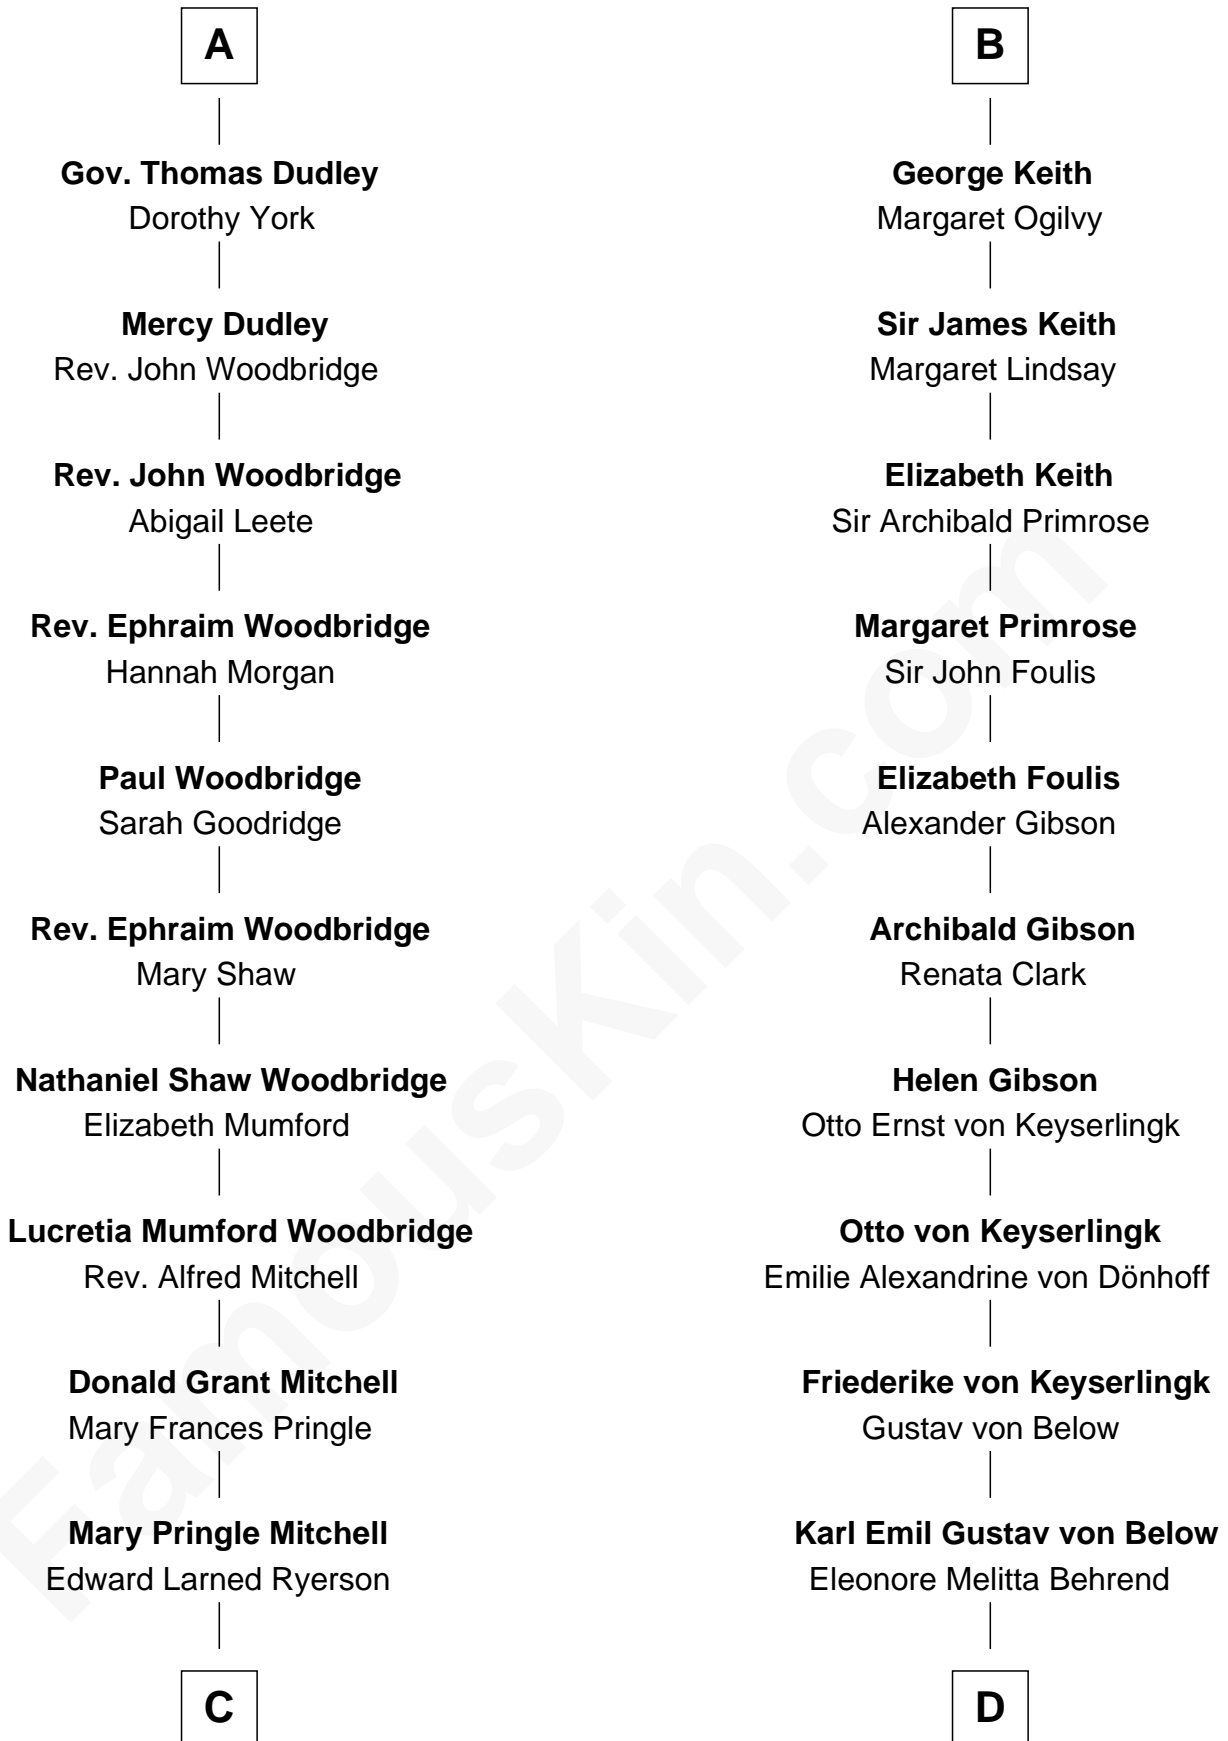 A
Gov. Thomas Dudley
Dorothy York
Mercy Dudley
Rev. John Woodbridge
Rev. John Woodbridge
Abigail Leete
Rev. Ephraim Woodbridge
Hannah Morgan
Paul Woodbridge
Sarah Goodridge
Rev. Ephraim Woodbridge
Mary Shaw
Nathaniel Shaw Woodbridge
Elizabeth Mumford
Lucretia Mumford Woodbridge
Rev. Alfred Mitchell
Donald Grant Mitchell
Mary Frances Pringle
Mary Pringle Mitchell
Edward Larned Ryerson
C
B
George Keith
Margaret Ogilvy
Sir James Keith
Margaret Lindsay
Elizabeth Keith
Sir Archibald Primrose
Margaret Primrose
Sir John Foulis
Elizabeth Foulis
Alexander Gibson
Archibald Gibson
Renata Clark
Helen Gibson
Otto Ernst von Keyserlingk
Otto von Keyserlingk
Emilie Alexandrine von Dönhoff
Friederike von Keyserlingk
Gustav von Below
Karl Emil Gustav von Below
Eleonore Melitta Behrend
D
FamousKin.com